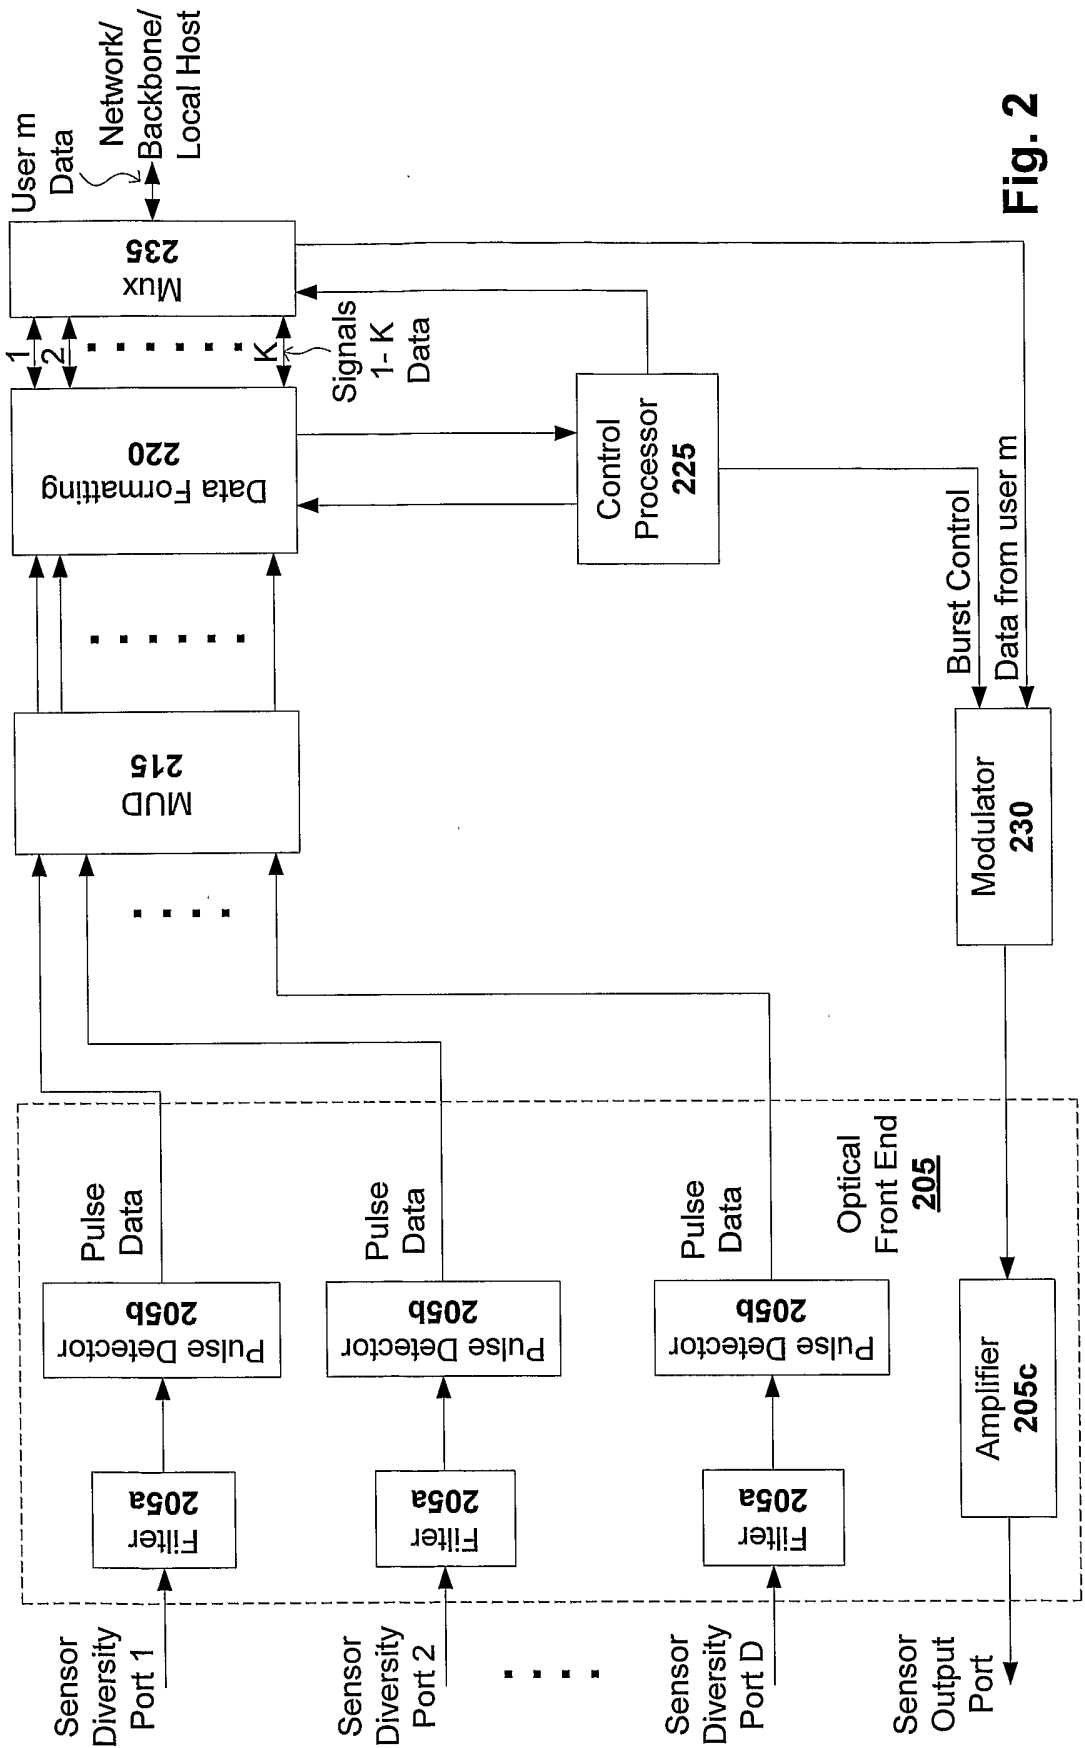 Sensor
Diversity
Port 1
Filter
205a
Pulse Detector
205b
Pulse
Data
Sensor
Diversity
Port 2
Filter
205a
Pulse Detector
205b
Pulse
Data
Sensor
Diversity
Port D
Filter
205a
Pulse Detector
205b
Pulse
Data
Optical
Front End
205
Sensor
Output
Port
Amplifier
205c
MUD
215
Data Formatting
220
1
2
K
Signals
1- K
Data
Mux
235
User m
Data
Network/
Backbone/
Local Host
Control
Processor
225
Burst Control
Data from user m
Modulator
230
Fig. 2